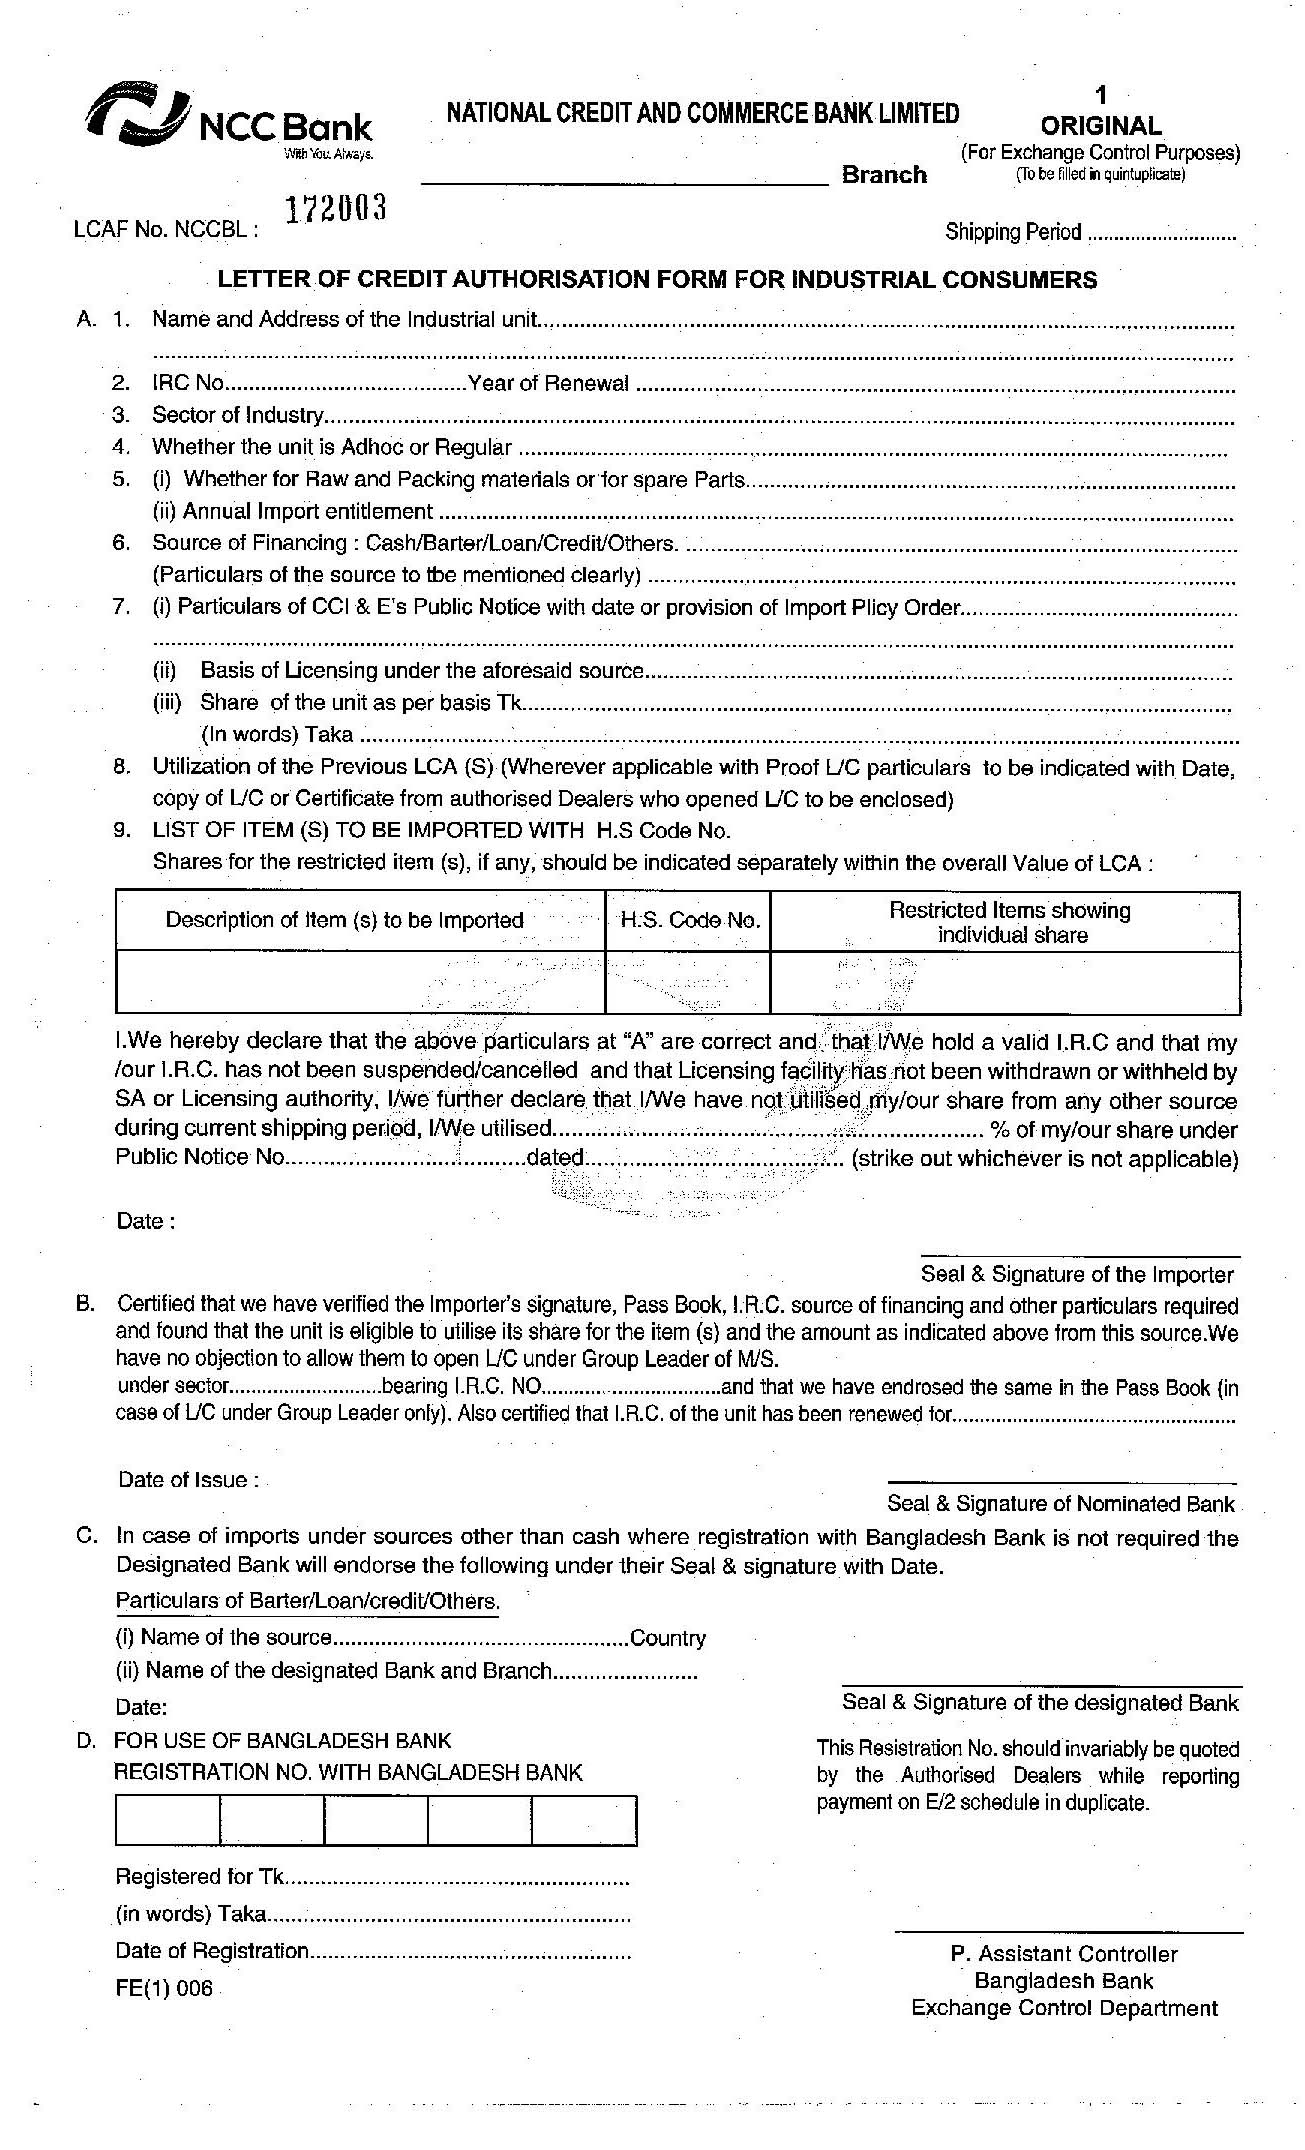 NCC Bank
With You. Always.
NATIONAL CREDIT AND COMMERCE BANK LIMITED
Branch
1
ORIGINAL
(For Exchange Control Purposes)
(To be filled in quintuplicate)
LCAF No. NCCBL : 172003
Shipping Period ............................
LETTER OF CREDIT AUTHORISATION FORM FOR INDUSTRIAL CONSUMERS
A. 1. Name and Address of the Industrial unit................................................
................................................
2. IRC No........................................Year of Renewal ................................................
3. Sector of Industry................................................
4. Whether the unit is Adhoc or Regular ................................................
5. (i) Whether for Raw and Packing materials or for spare Parts................................................
(ii) Annual Import entitlement ................................................
6. Source of Financing : Cash/Barter/Loan/Credit/Others. ................................................
(Particulars of the source to tbe mentioned clearly) ................................................
7. (i) Particulars of CCI & E's Public Notice with date or provision of Import Plicy Order................................................
................................................
(ii) Basis of Licensing under the aforesaid source................................................
(iii) Share of the unit as per basis Tk................................................
(In words) Taka ................................................
8. Utilization of the Previous LCA (S) (Wherever applicable with Proof L/C particulars to be indicated with Date,
copy of L/C or Certificate from authorised Dealers who opened L/C to be enclosed)
9. LIST OF ITEM (S) TO BE IMPORTED WITH H.S Code No.
Shares for the restricted item (s), if any, should be indicated separately within the overall Value of LCA :
Description of Item (s) to be Imported
H.S. Code No.
Restricted Items showing
individual share
I.We hereby declare that the above particulars at “A” are correct and, that I/We hold a valid I.R.C and that my
/our I.R.C. has not been suspended/cancelled and that Licensing facility has not been withdrawn or withheld by
SA or Licensing authority, I/we further declare that I/We have not utilised my/our share from any other source
during current shipping period, I/We utilised................................................ % of my/our share under
Public Notice No........................................dated........................................ (strike out whichever is not applicable)
Date :
Seal & Signature of the Importer
B. Certified that we have verified the Importer's signature, Pass Book, I.R.C. source of financing and other particulars required
and found that the unit is eligible to utilise its share for the item (s) and the amount as indicated above from this source.We
have no objection to allow them to open L/C under Group Leader of M/S.
under sector............................bearing I.R.C. NO................................and that we have endrosed the same in the Pass Book (in
case of L/C under Group Leader only). Also certified that I.R.C. of the unit has been renewed for................................................
Date of Issue :
Seal & Signature of Nominated Bank
C. In case of imports under sources other than cash where registration with Bangladesh Bank is not required the
Designated Bank will endorse the following under their Seal & signature with Date.
Particulars of Barter/Loan/credit/Others.
(i) Name of the source................................................Country
(ii) Name of the designated Bank and Branch........................
Date:
Seal & Signature of the designated Bank
D. FOR USE OF BANGLADESH BANK
REGISTRATION NO. WITH BANGLADESH BANK
This Resistration No. should invariably be quoted
by the Authorised Dealers while reporting
payment on E/2 schedule in duplicate.
Registered for Tk................................................
(in words) Taka................................................
Date of Registration................................................
FE(1) 006
P. Assistant Controller
Bangladesh Bank
Exchange Control Department